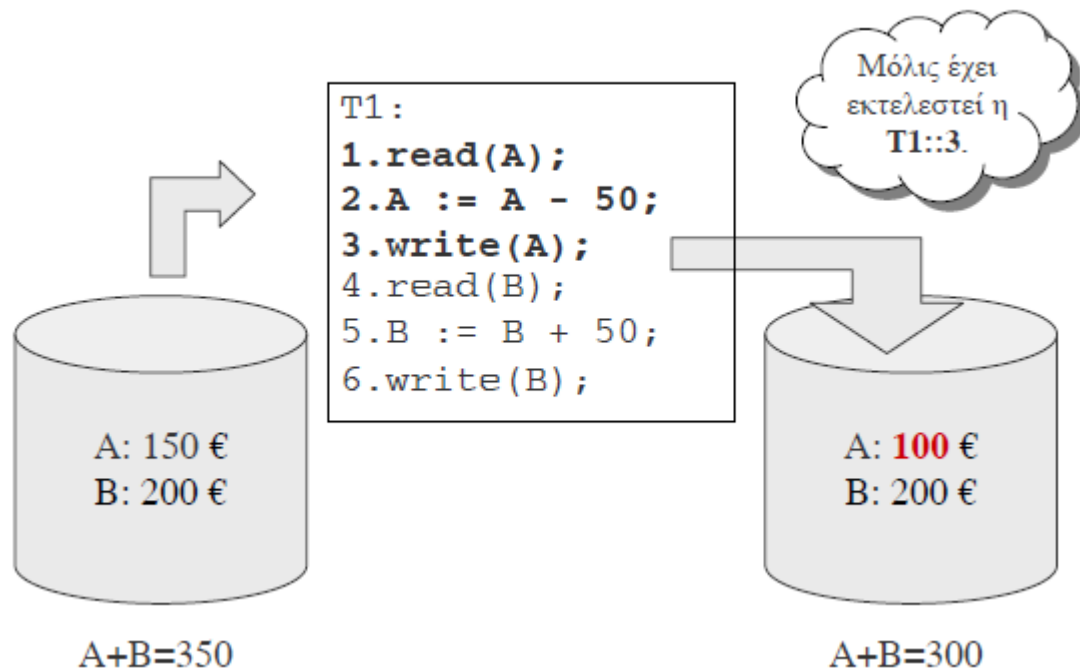 Μόλις έχει
εκτελεστεί η
T1::3.
T1:
1.read(A);
2.A := A - 50;
3.write(A);
4.read(B);
5.B := B + 50;
6.write(B);
A: 150 €
B: 200 €
A: 100 €
B: 200 €
A+B=350
A+B=300